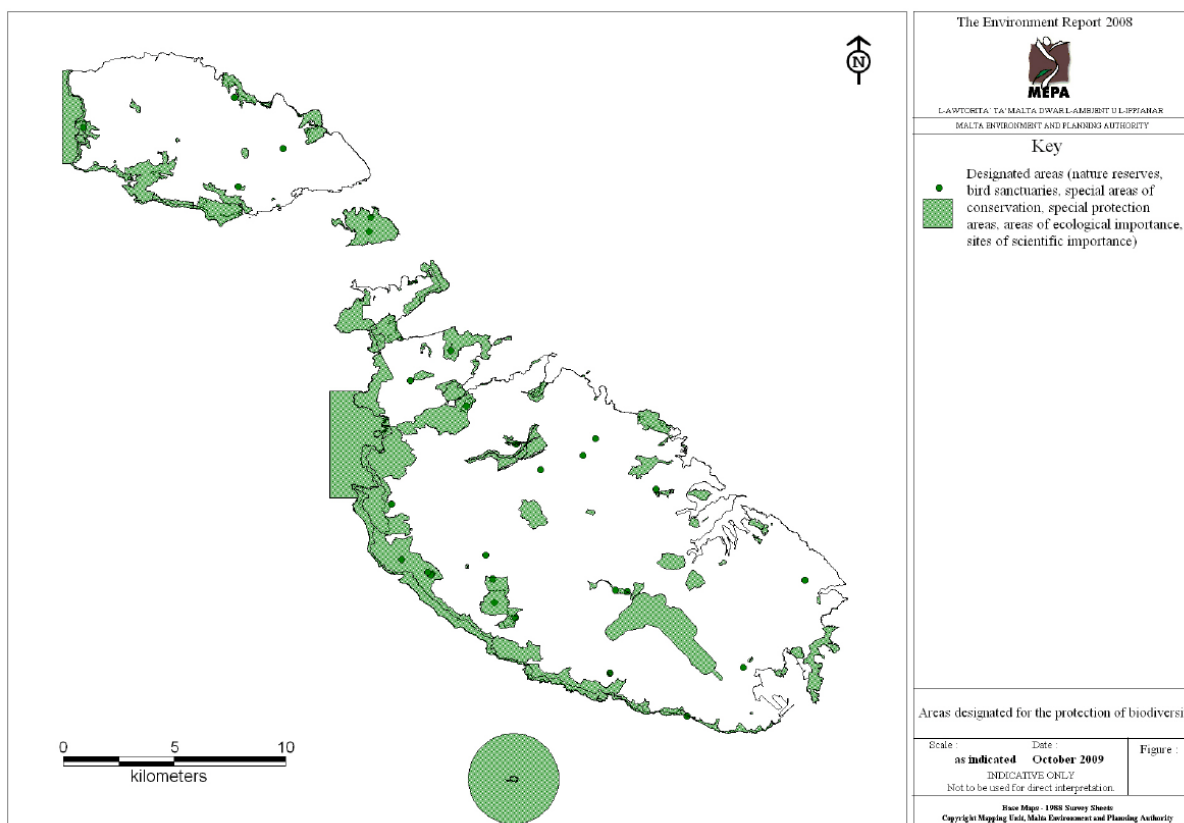 N
0 5 10
kilometers
The Environment Report 2008
MEPA
L-AWTORITA` TA' MALTA DWAR L-AMBJENT U L-IPPJANAR
MALTA ENVIRONMENT AND PLANNING AUTHORITY
Key
Designated areas (nature reserves,
bird sanctuaries, special areas of
conservation, special protection
areas, areas of ecological importance,
sites of scientific importance)
Areas designated for the protection of biodiversi
Scale :
as indicated
Date :
October 2009
Figure :
INDICATIVE ONLY
Not to be used for direct interpretation.
Base Maps - 1988 Survey Sheets
Copyright Mapping Unit, Malta Environment and Planning Authority